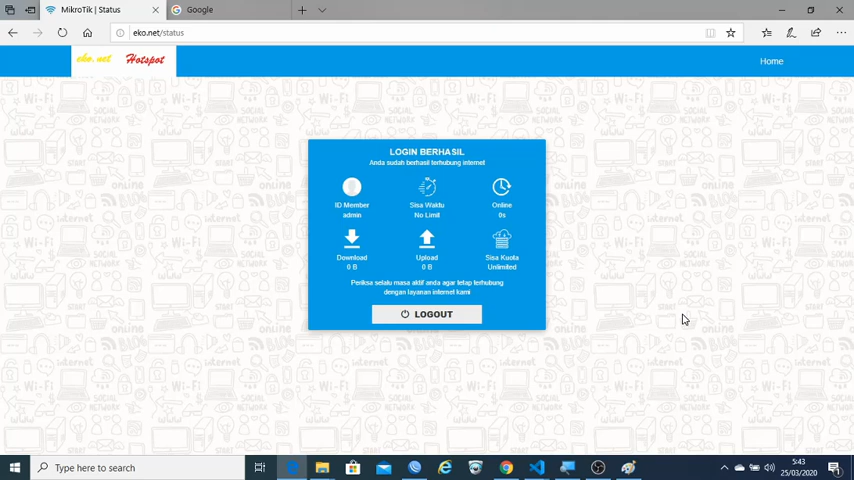 MikroTik | Status
Google
eko.net/status
eko.net Hotspot
Home
LOGIN BERHASIL
Anda sudah berhasil terhubung internet
ID Member
admin
Sisa Waktu
No Limil
Online
0s
Download
0 B
Upload
0 B
Sisa Kuota
Unlimited
Periksa selalu masa aktif anda agar tetap terhubung
dengan layanan internet kami
LOGOUT
Type here to search
5:43
25/03/2020